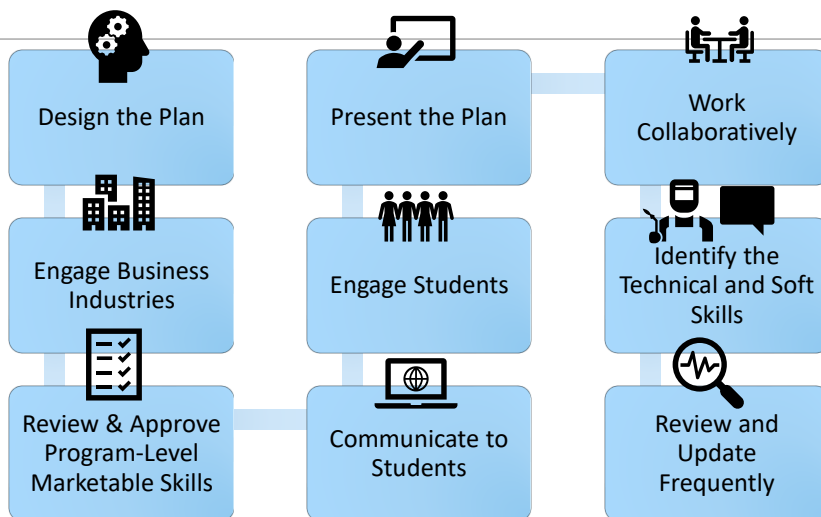 Design the Plan
Engage Business
Industries
Review & Approve
Program-Level
Marketable Skills
Communicate to
Students
Engage Students
Present the Plan
Work
Collaboratively
Identify the
Technical and Soft
Skills
Review and
Update
Frequently